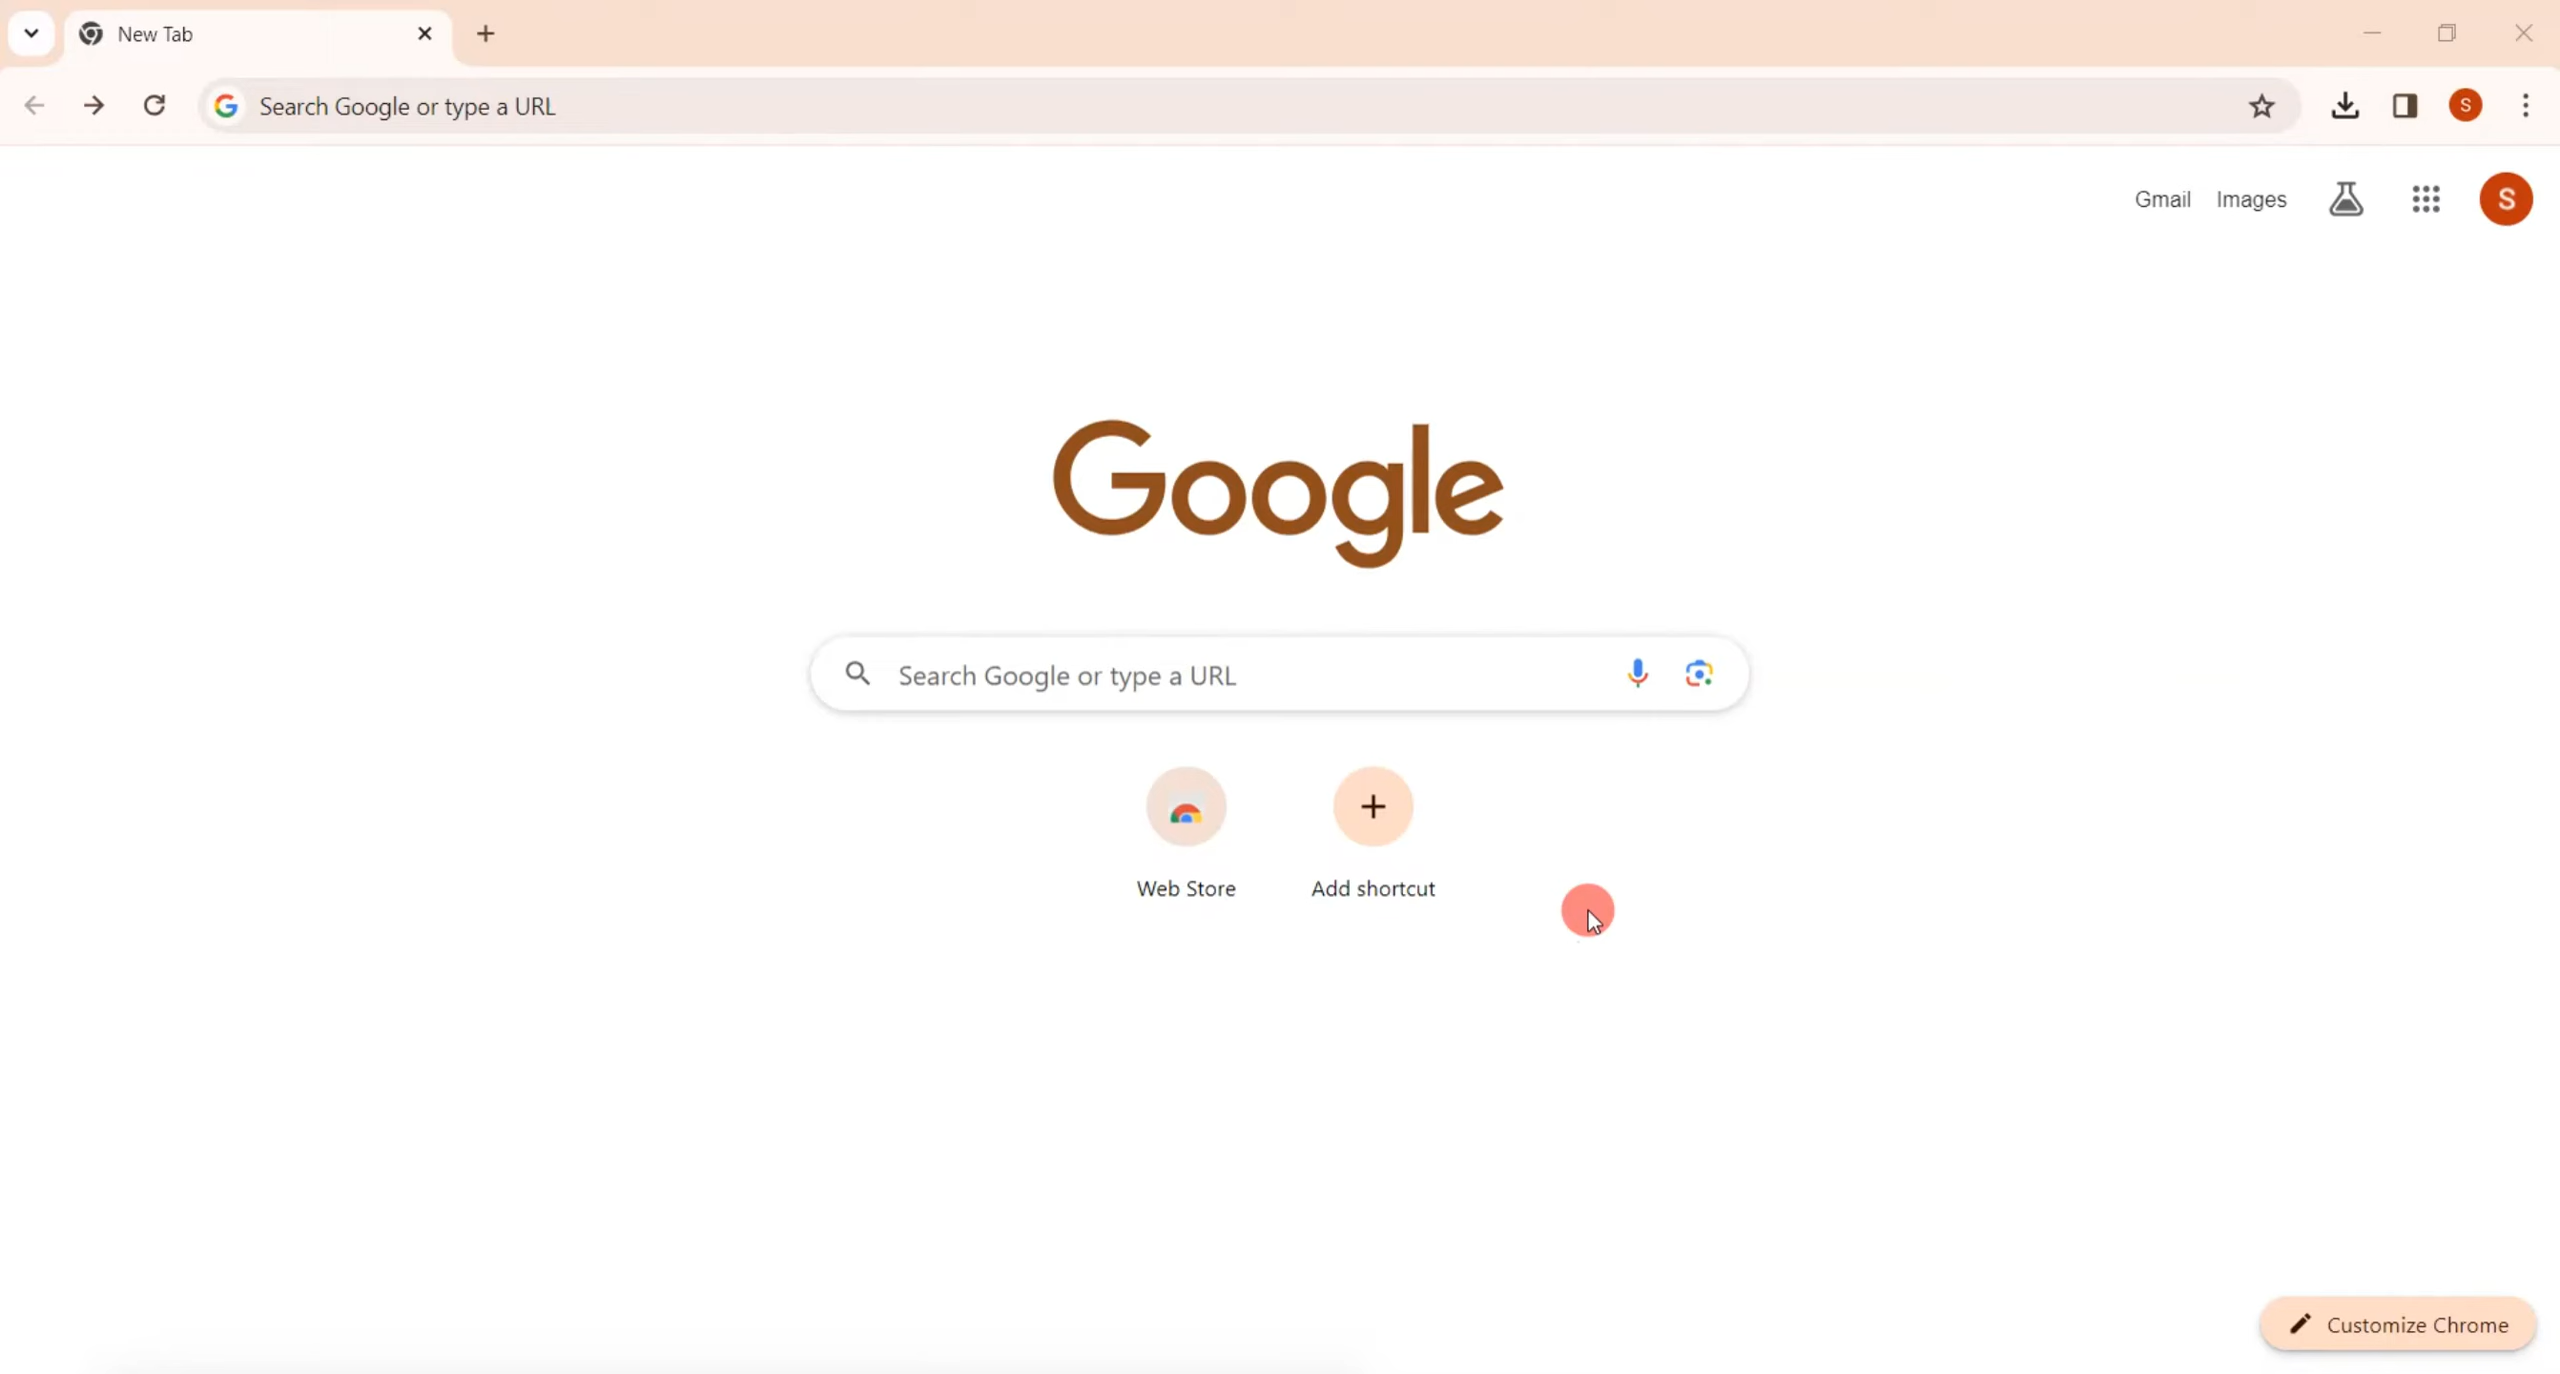 New Tab
Search Google or type a URL
S
Gmail Images S
Google
Search Google or type a URL
Web Store Add shortcut
Customize Chrome